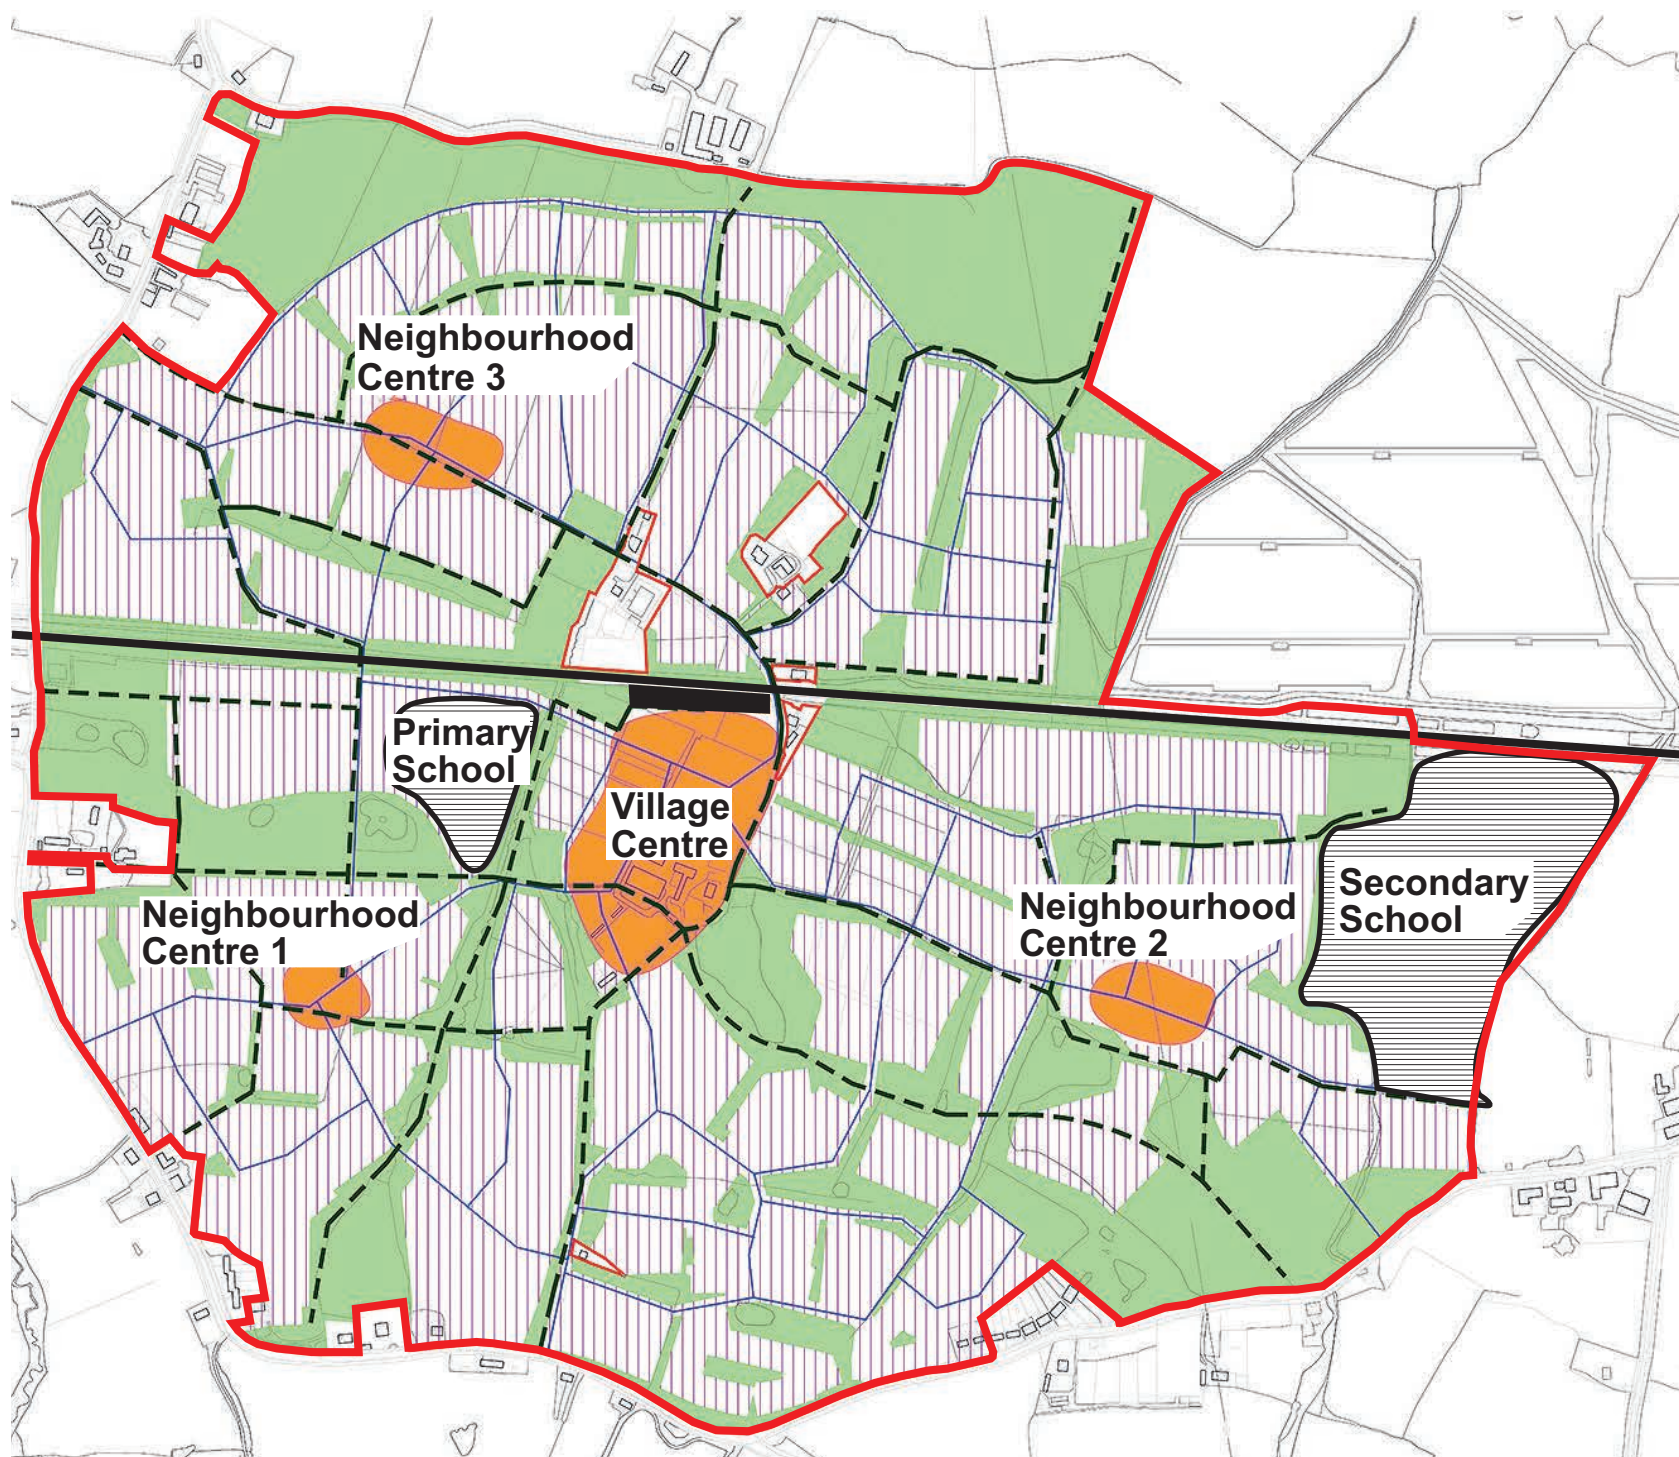 Neighbourhood
Centre 3
Primary
School
Village
Centre
Secondary
School
Neighbourhood
Centre 1
Neighbourhood
Centre 2